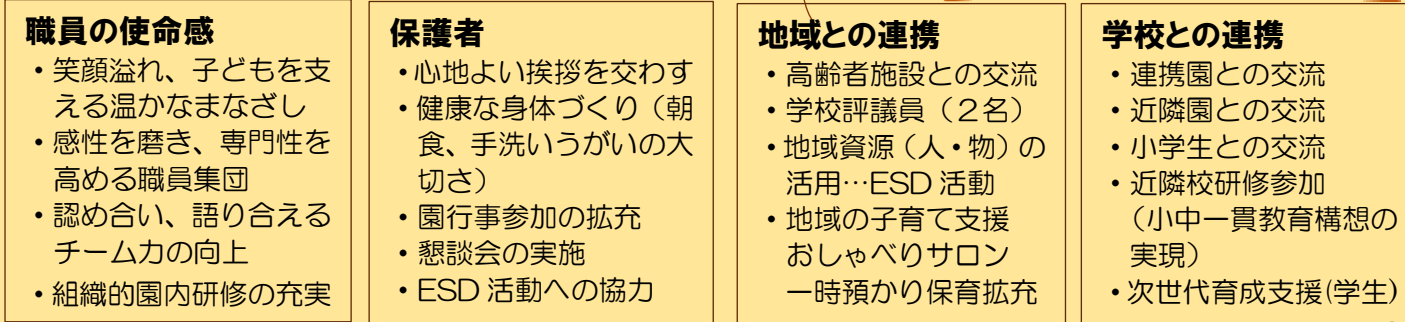 職員の使命感
・笑顔溢れ、子どもを支
える温かなまなざし
・感性を磨き、専門性を
高める職員集団
・認め合い、語り合える
チーム力の向上
・組織的園内研修の充実
保護者
・心地よい挨拶を交わす
・健康な身体づくり（朝
食、手洗いうがいの大
切さ）
・園行事参加の拡充
・懇談会の実施
・ESD 活動への協力
地域との連携
・高齢者施設との交流
・学校評議員（２名）
・地域資源（人・物）の
活用…ESD 活動
・地域の子育て支援
おしゃべりサロン
一時預かり保育拡充
学校との連携
・連携園との交流
・近隣園との交流
・小学生との交流
・近隣校研修参加
（小中一貫教育構想の
実現）
・次世代育成支援(学生)